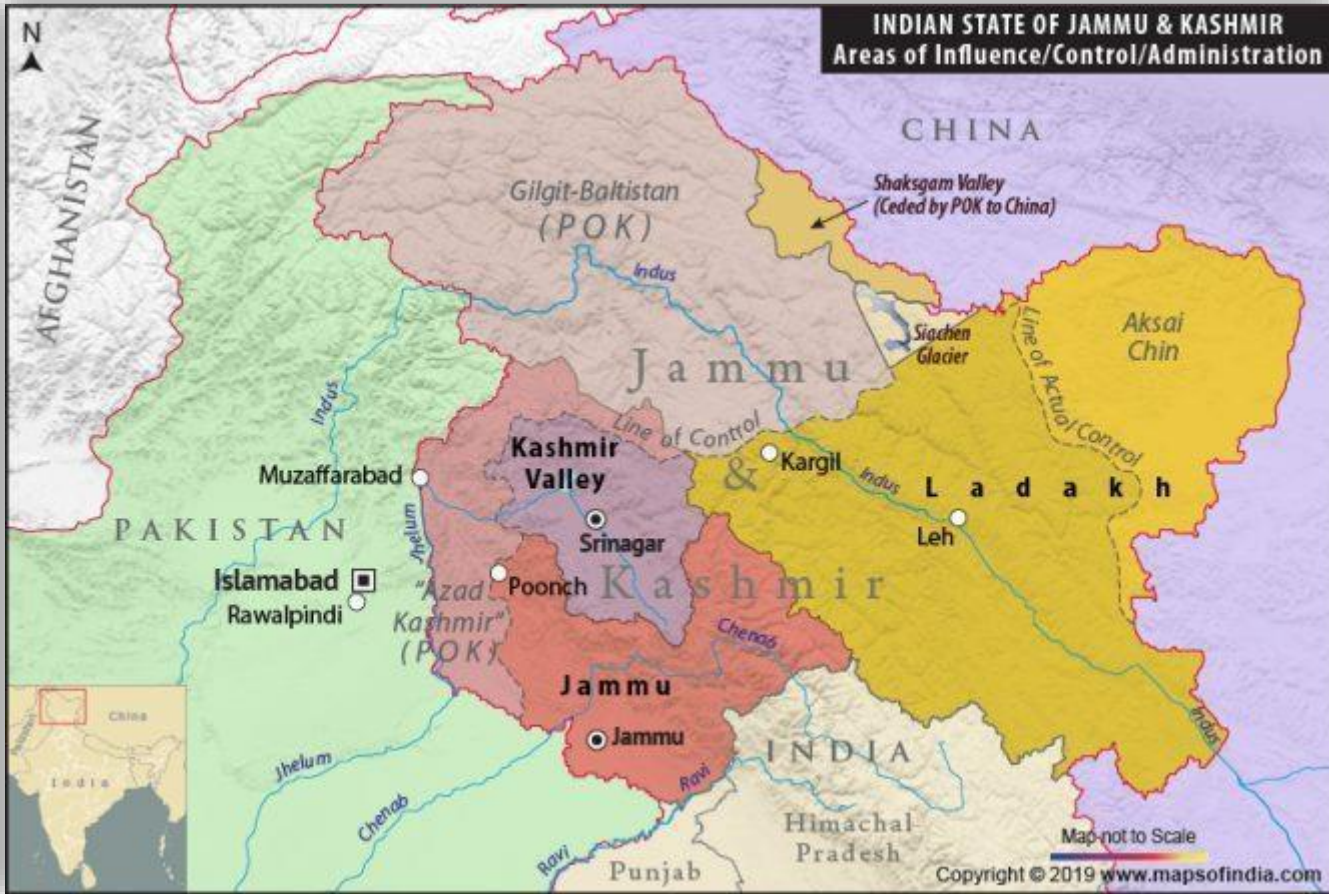 N
INDIAN STATE OF JAMMU & KASHMIR
Areas of Influence/Control/Administration
CHINA
AFGHANISTAN
Gilgit-Baltistan
(POK)
Shaksgam Valley
(Ceded by POK to China)
Indus
Siachen
Glacier
Aksai
Chin
Line of Actual Control
Jammu
&
Kashmir
Indus
Line of Control
Kashmir
Valley
Kargil
Muzaffarabad
Indus
Ladakh
Leh
PAKISTAN
Jhelum
Srinagar
Islamabad
Rawalpindi
Poonch
"Azad
Kashmir"
(POK)
Chenab
Jammu
Jammu
Indus
INDIA
Jhelum
Chenab
Ravi
Ravi
Himachal
Pradesh
Punjab
China
India
Map not to Scale
Copyright © 2019 www.mapsofindia.com